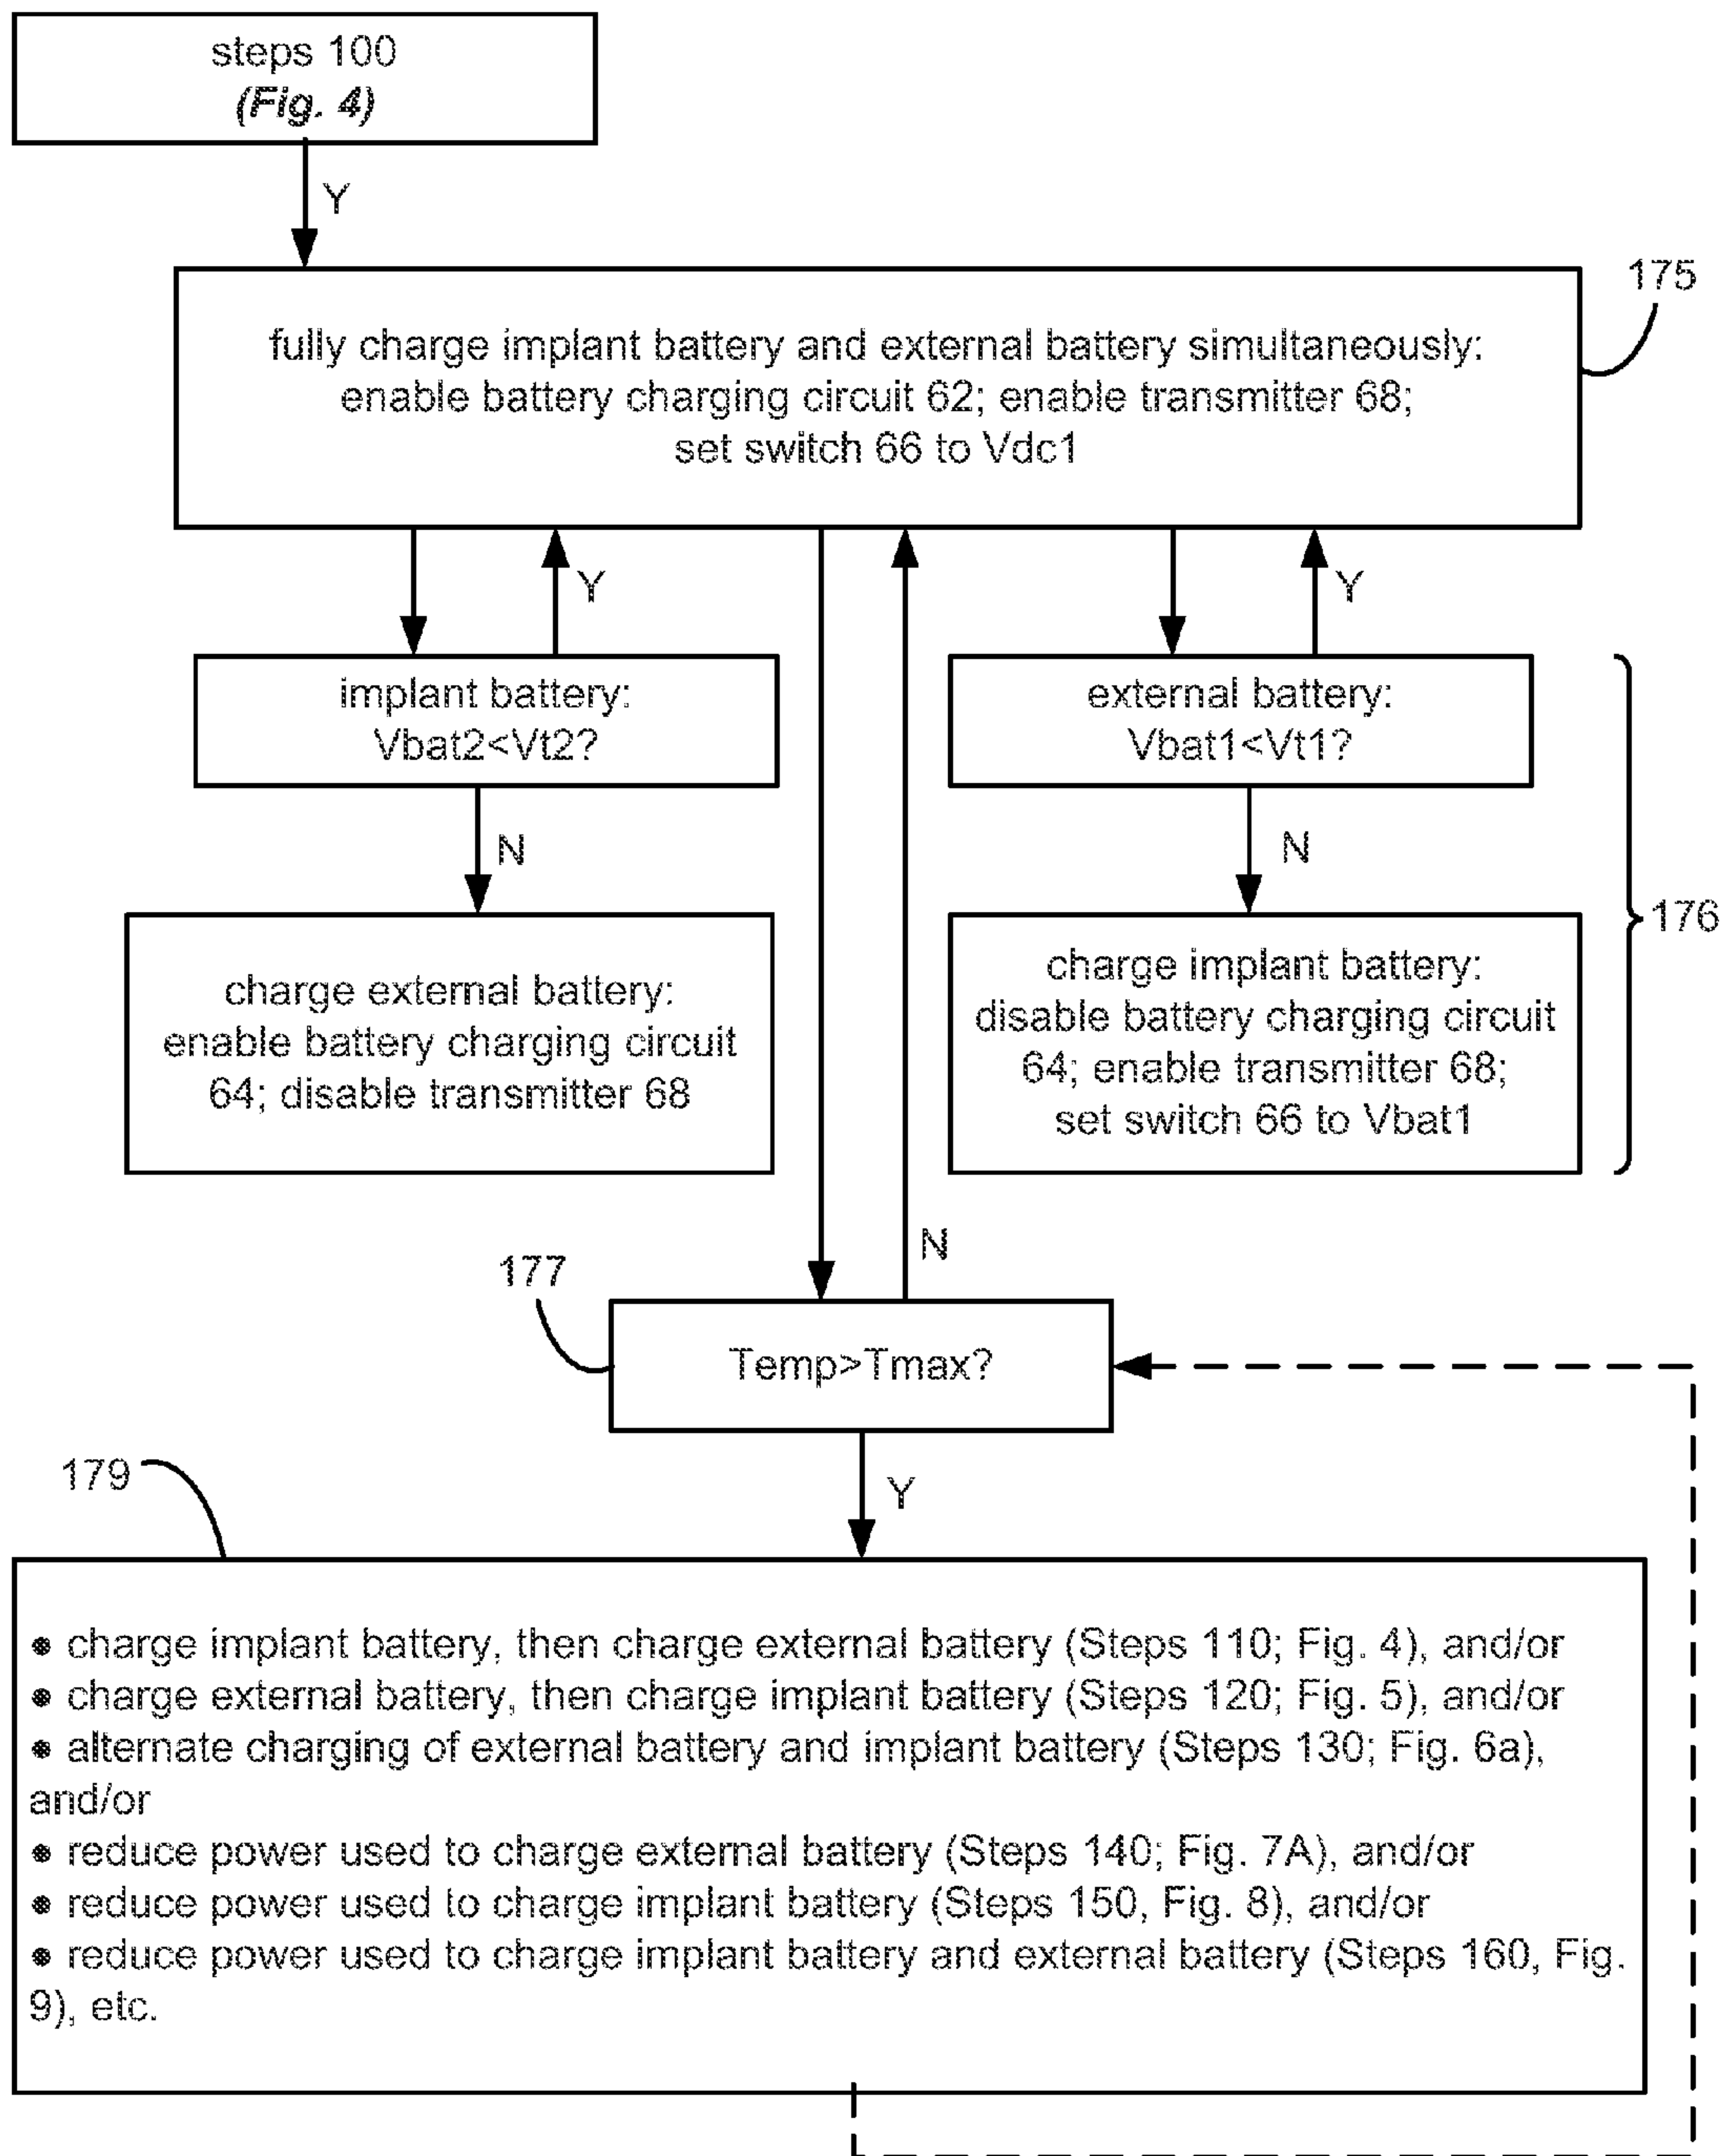 steps 100
(Fig. 4)
Y
175
fully charge implant battery and external battery simultaneously:
enable battery charging circuit 62; enable transmitter 68;
set switch 66 to Vdc1
Y
Y
implant battery:
Vbat2<Vt2?
external battery:
Vbat1<Vt1?
N
N
176
charge external battery:
enable battery charging circuit
64; disable transmitter 68
charge implant battery:
disable battery charging circuit
64; enable transmitter 68;
set switch 66 to Vbat1
N
177
Temp>Tmax?
179
Y
• charge implant battery, then charge external battery (Steps 110; Fig. 4), and/or
• charge external battery, then charge implant battery (Steps 120; Fig. 5), and/or
• alternate charging of external battery and implant battery (Steps 130; Fig. 6a),
and/or
• reduce power used to charge external battery (Steps 140; Fig. 7A), and/or
• reduce power used to charge implant battery (Steps 150, Fig. 8), and/or
• reduce power used to charge implant battery and external battery (Steps 160, Fig.
9), etc.